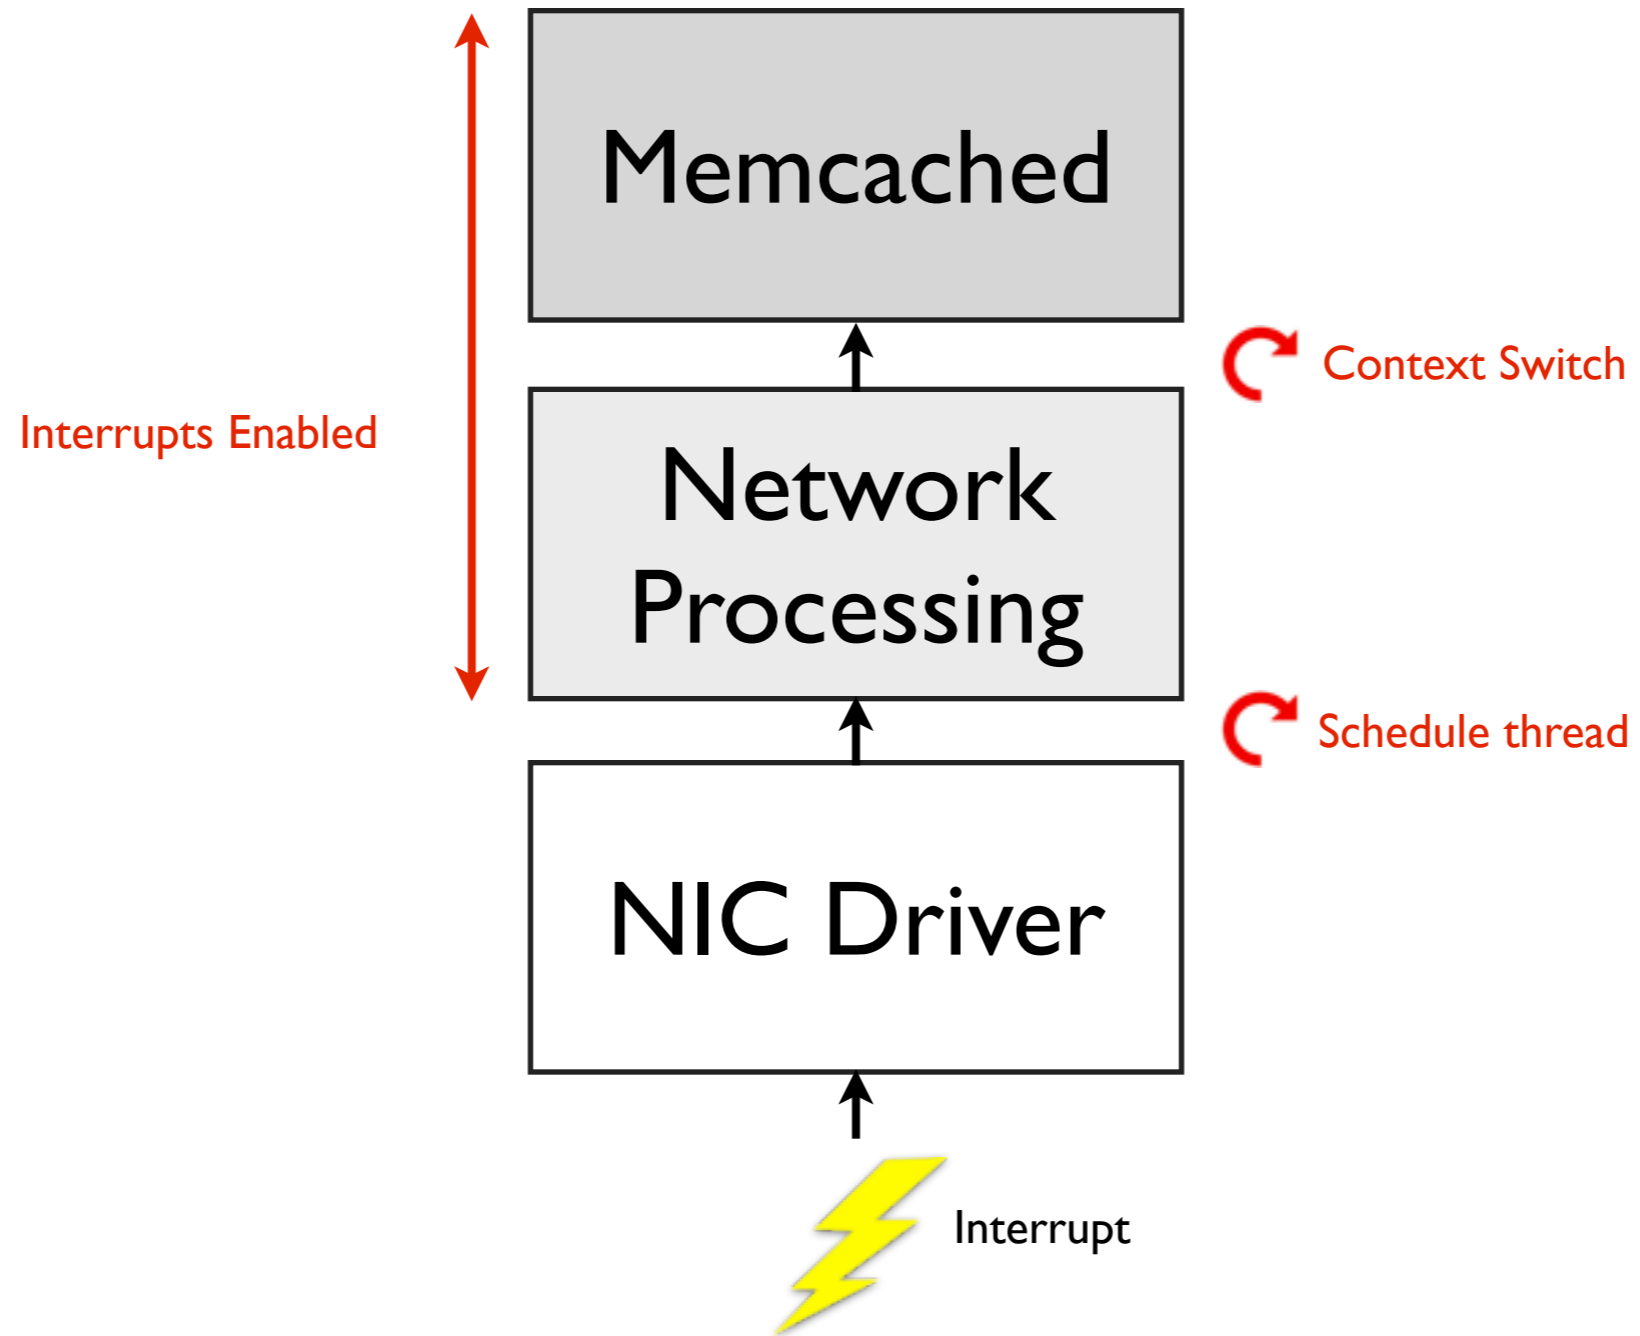 Memcached
Context Switch
Interrupts Enabled
Network
Processing
Schedule thread
NIC Driver
Interrupt